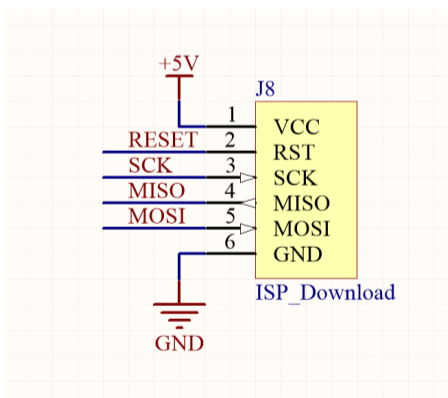 +5V
J8
1 VCC
RESET 2 RST
SCK 3 SCK
MISO 4 MISO
MOSI 5 MOSI
6 GND
ISP_Download
GND